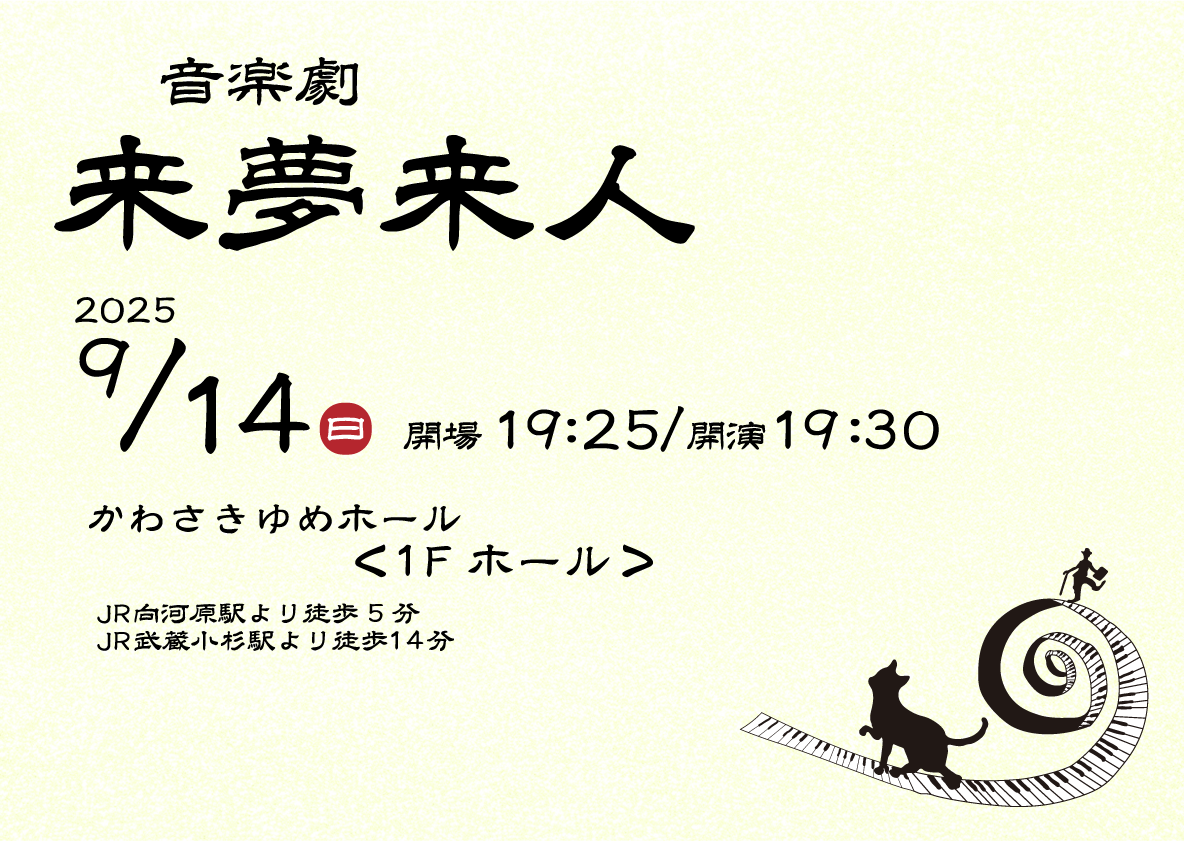 音楽劇
来夢来人
2025
9/14日 開場 19:25/開演19:30
かわさきゆめホール
<1F ホール>
JR向河原駅より徒歩 5 分
JR武蔵小杉駅より徒歩14分